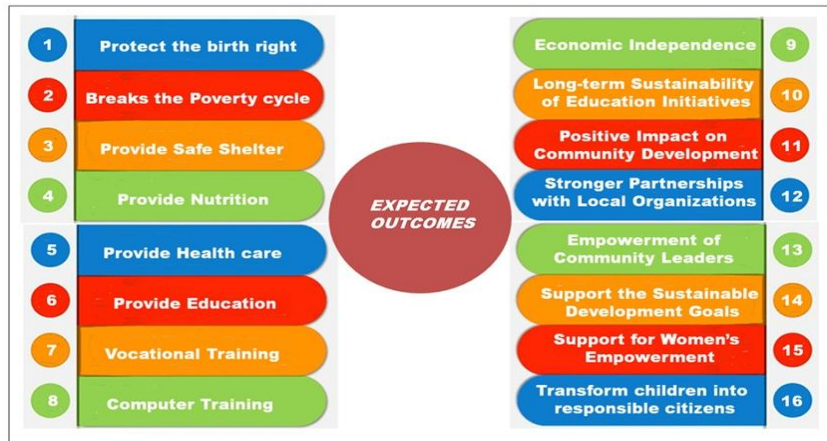 1 Protect the birth right
2 Breaks the Poverty cycle
3 Provide Safe Shelter
4 Provide Nutrition
5 Provide Health care
6 Provide Education
7 Vocational Training
8 Computer Training
EXPECTED
OUTCOMES
Economic Independence 9
Long-term Sustainability
of Education Initiatives 10
Positive Impact on
Community Development 11
Stronger Partnerships
with Local Organizations 12
Empowerment of
Community Leaders 13
Support the Sustainable
Development Goals 14
Support for Women's
Empowerment 15
Transform children into
responsible citizens 16